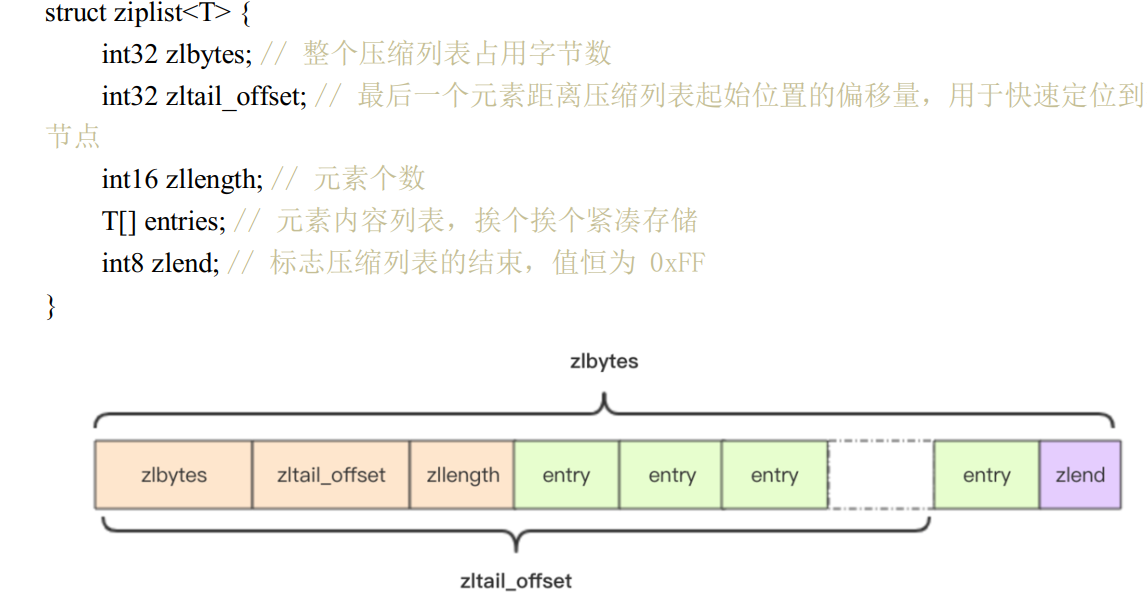 struct ziplist<T> {
int32 zlbytes; // 整个压缩列表占用字节数
int32 zltail_offset; // 最后一个元素距离压缩列表起始位置的偏移量，用于快速定位到
节点
int16 zllength; // 元素个数
T[] entries; // 元素内容列表，挨个挨个紧凑存储
int8 zlend; // 标志压缩列表的结束，值恒为 0xFF
}
zlbytes
zlbytes zltail_offset zllength entry entry entry entry zlend
zltail_offset